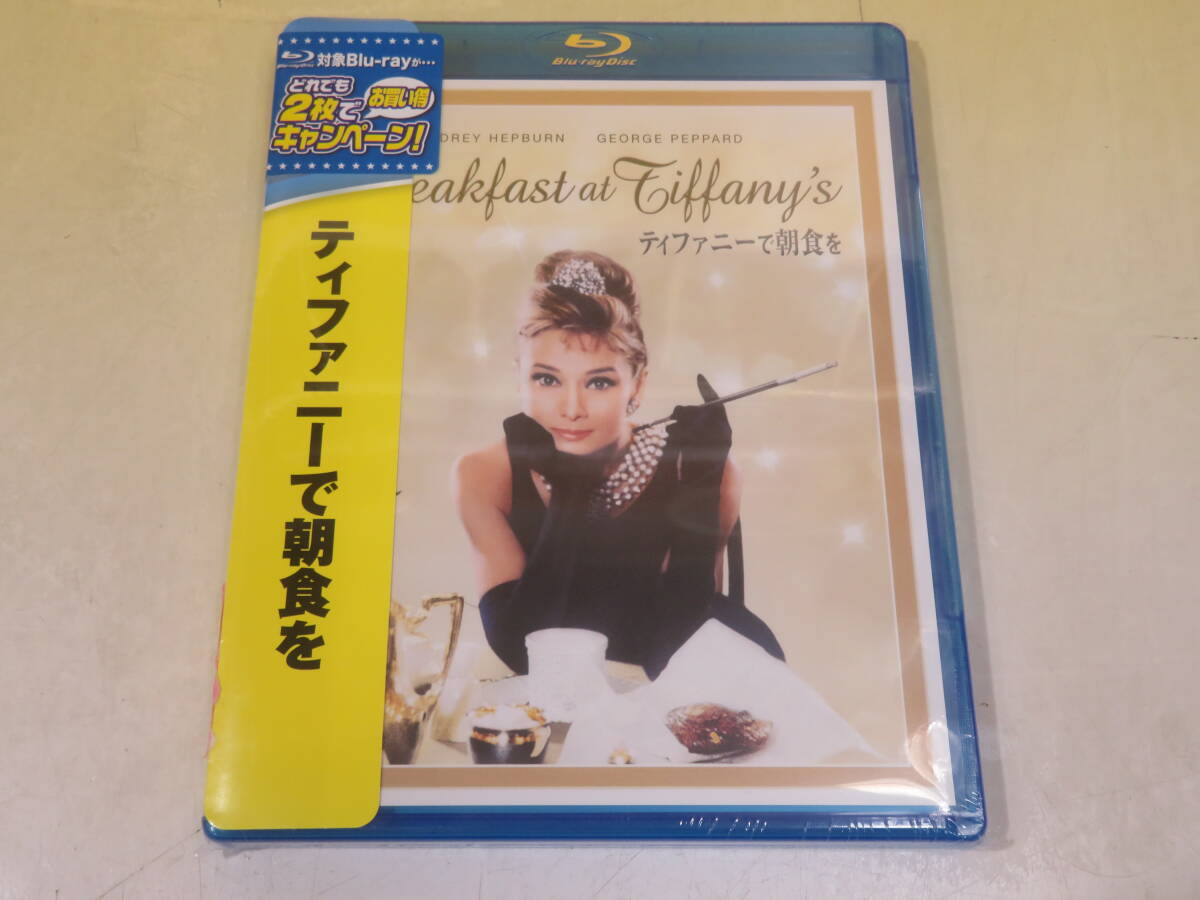 Blu-ray Disc
対象Blu-rayが…
どれでも
2枚で
お買い得
キャンペーン!
DREY HEPBURN GEORGE PEPPARD
eakfast at Tiffany's
ティファニーで朝食を
ティファニーで朝食を